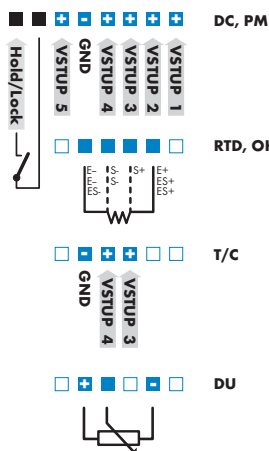 DC, PM
Hold/Lock
VSTUP 5
GND
VSTUP 4
VSTUP 3
VSTUP 2
VSTUP 1
RTD, OH
E- S- S+ E+
E- S- ES+
ES- ES+
T/C
GND
VSTUP 4
VSTUP 3
DU